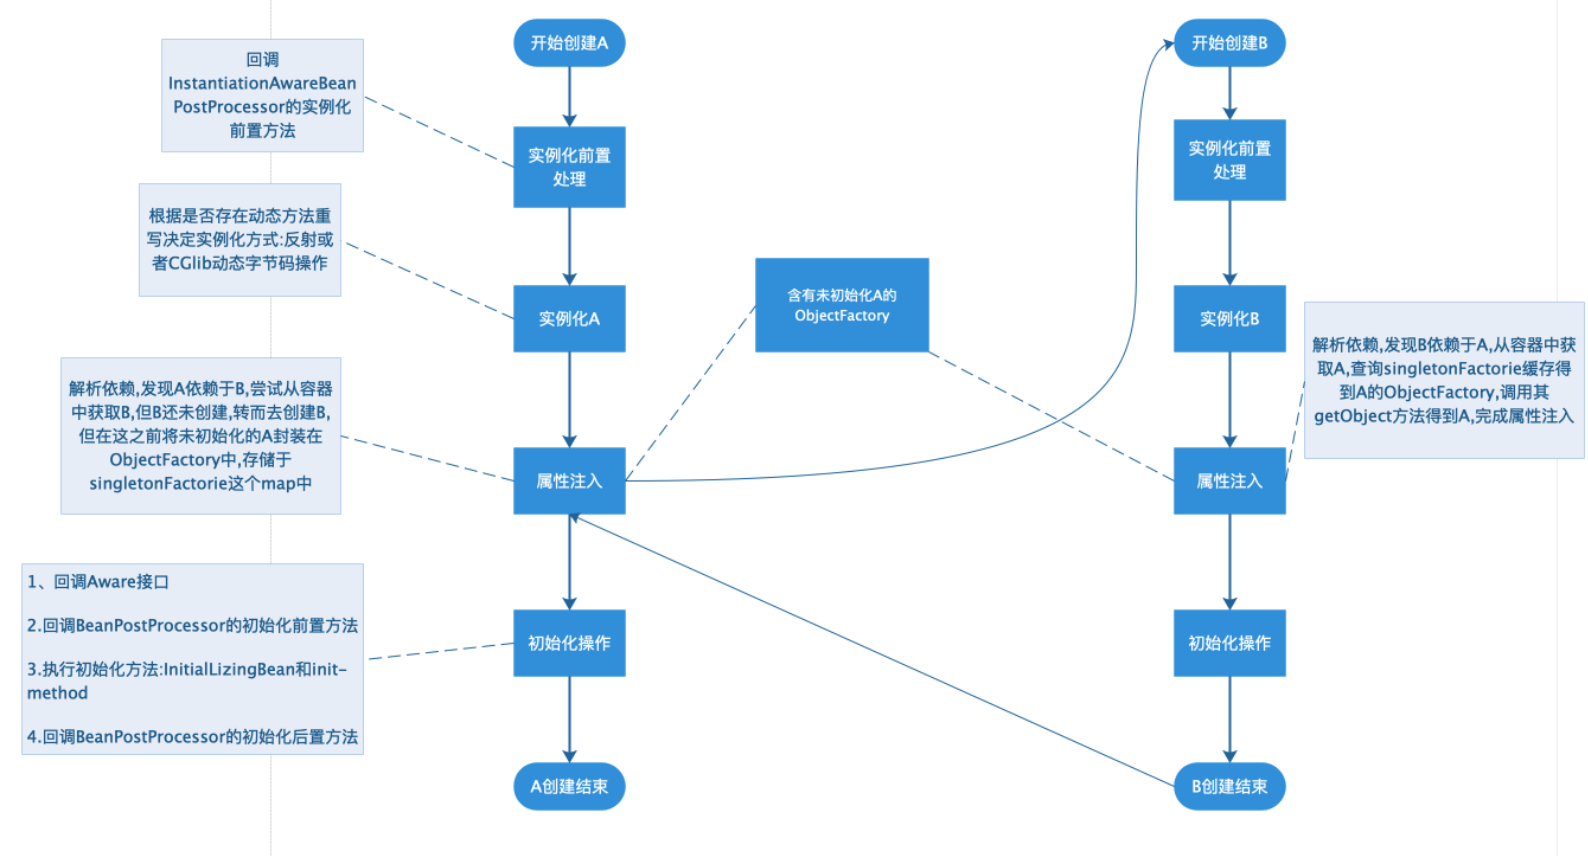 开始创建A
回调
InstantiationAwareBean
PostProcessor的实例化
前置方法
实例化前置
处理
根据是否存在动态方法重
写决定实例化方式:反射或
者CGlib动态字节码操作
实例化A
解析依赖,发现A依赖于B,尝试从容器
中获取B,但B还未创建,转而去创建B,
但在这之前将未初始化的A封装在
ObjectFactory中,存储于
singletonFactorie这个map中
属性注入
1、回调Aware接口
2.回调BeanPostProcessor的初始化前置方法
3.执行初始化方法:InitialLizingBean和init-
method
4.回调BeanPostProcessor的初始化后置方法
初始化操作
A创建结束
含有未初始化A的
ObjectFactory
开始创建B
实例化前置
处理
实例化B
解析依赖,发现B依赖于A,从容器中获
取A,查询singletonFactorie缓存得
到A的ObjectFactory,调用其
getObject方法得到A,完成属性注入
属性注入
初始化操作
B创建结束